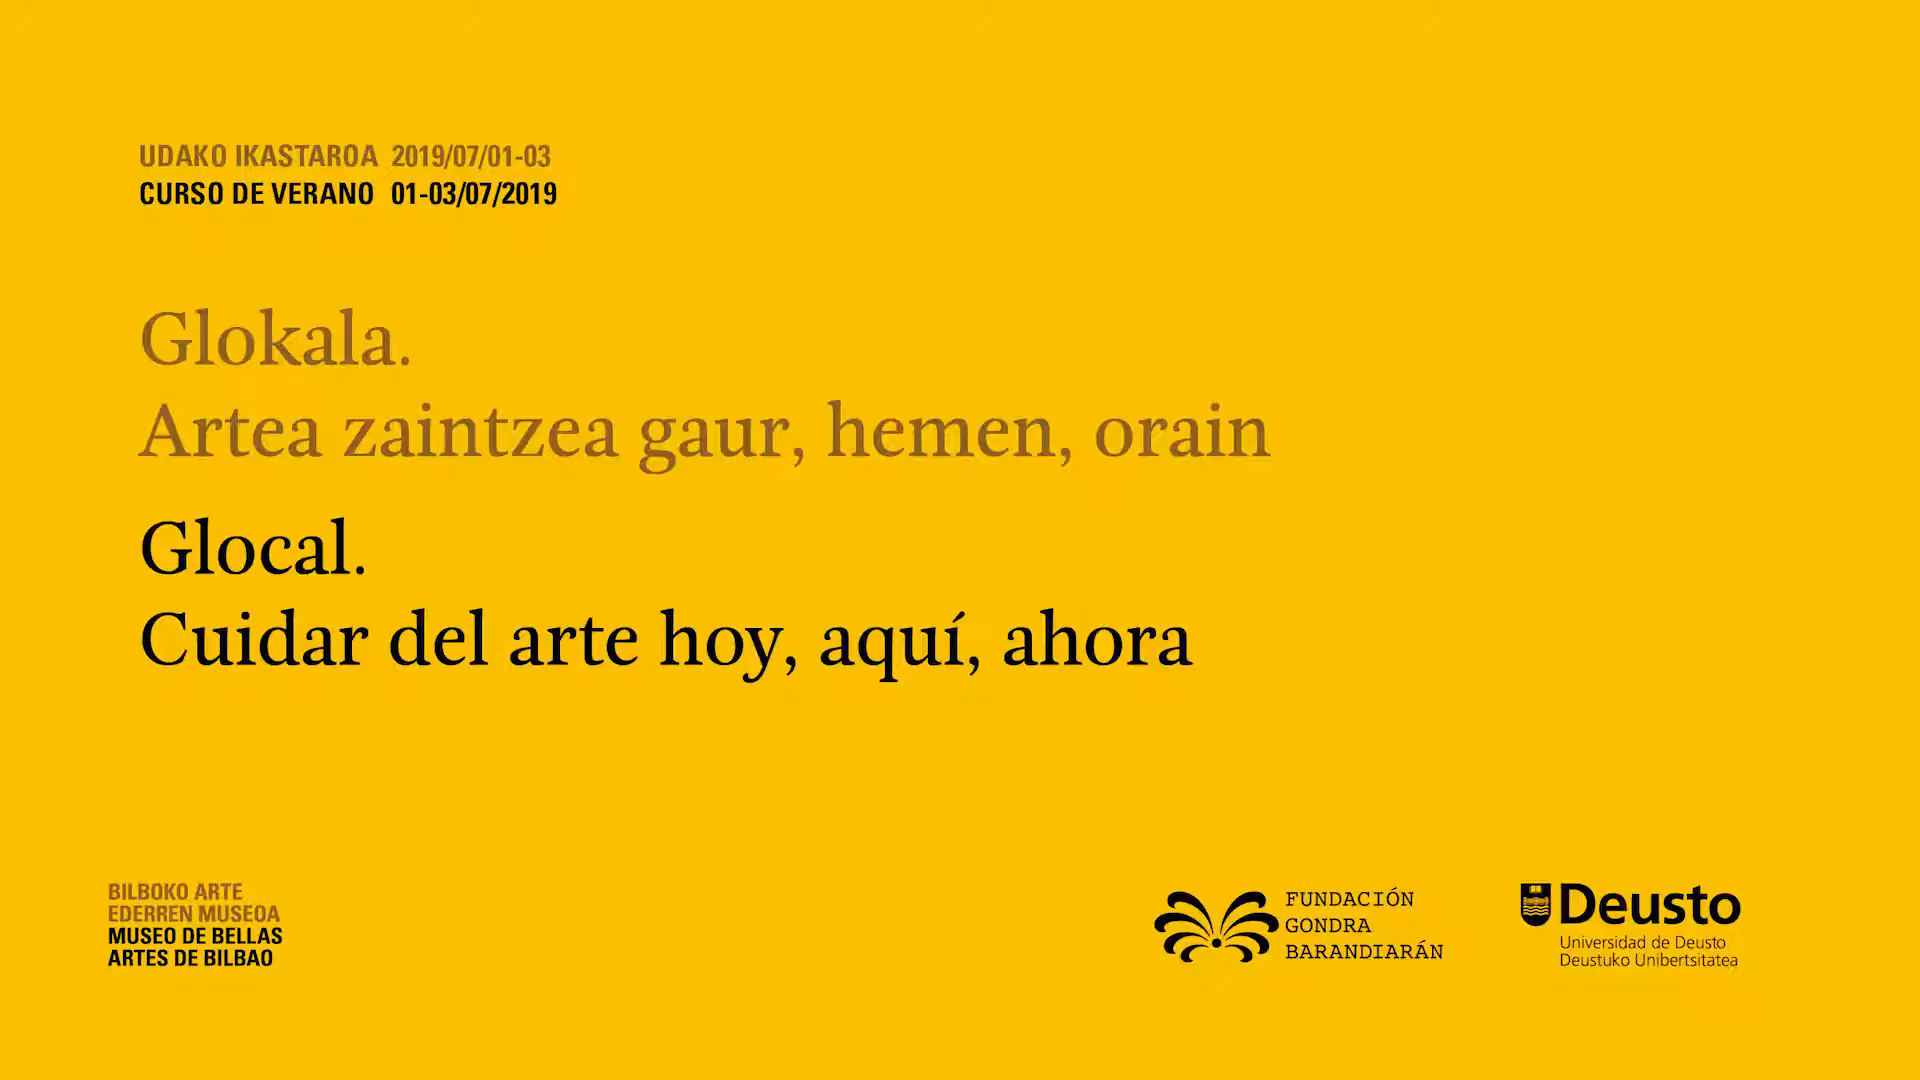 UDAKO IKASTAROA 2019/07/01-03
CURSO DE VERANO 01-03/07/2019
Glokala.
Artea zaintzea gaur, hemen, orain
Glocal.
Cuidar del arte hoy, aquí, ahora
BILBOKO ARTE
EDERREN MUSEOA
MUSEO DE BELLAS
ARTES DE BILBAO
FUNDACIÓN
GONDRA
BARANDIARÁN
Deusto
Universidad de Deusto
Deustuko Unibertsitatea